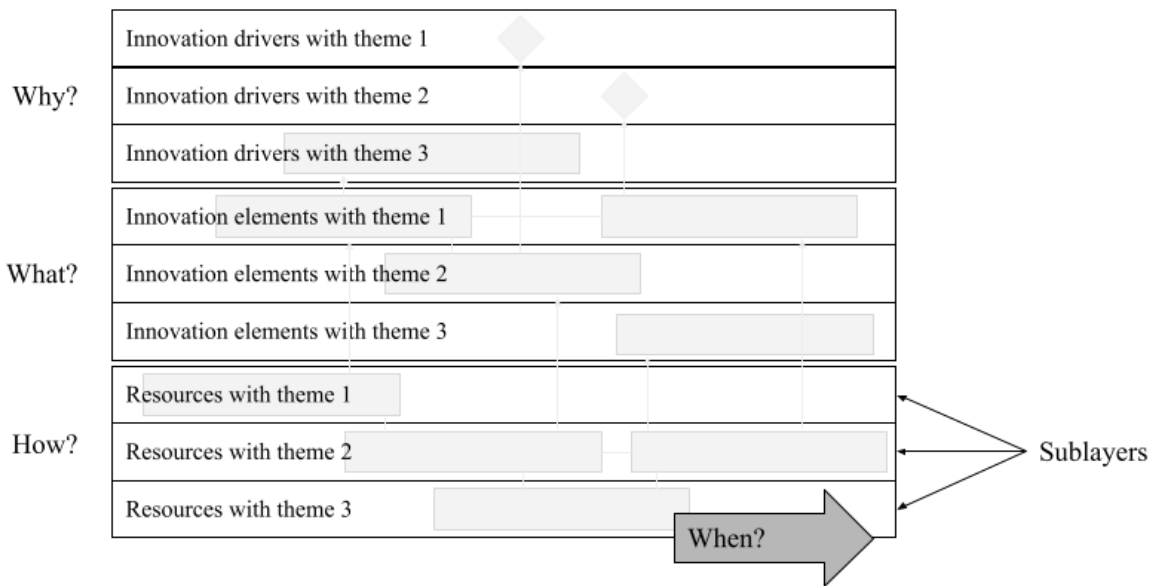 Innovation drivers with theme 1
Why?
Innovation drivers with theme 2
Innovation drivers with theme 3
Innovation elements with theme 1
What?
Innovation elements with theme 2
Innovation elements with theme 3
Resources with theme 1
How?
Resources with theme 2
Sublayers
Resources with theme 3
When?